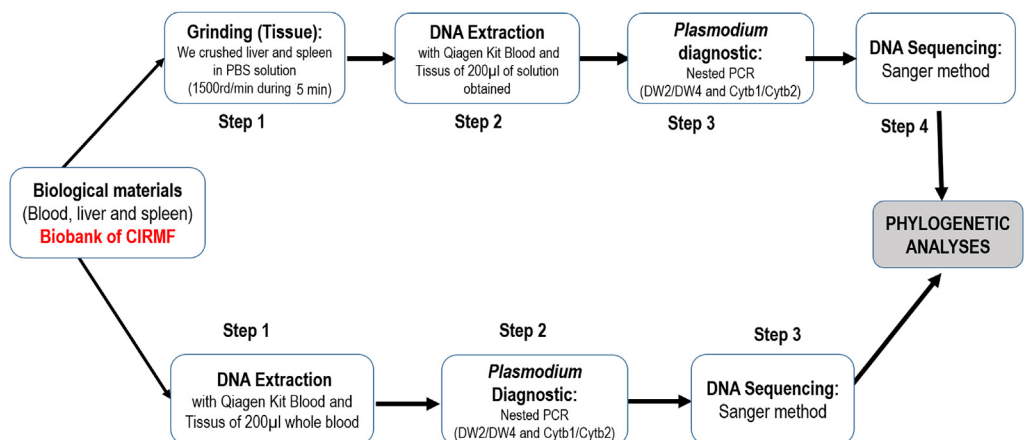 Grinding (Tissue):
We crushed liver and spleen
in PBS solution
(1500rd/min during 5 min)
Step 1
DNA Extraction
with Qiagen Kit Blood and
Tissus of 200µl of solution
obtained
Step 2
Plasmodium
diagnostic:
Nested PCR
(DW2/DW4 and Cytb1/Cytb2)
Step 3
DNA Sequencing:
Sanger method
Step 4
Biological materials
(Blood, liver and spleen)
Biobank of CIRMF
PHYLOGENETIC
ANALYSES
Step 1
DNA Extraction
with Qiagen Kit Blood and
Tissus of 200µl whole blood
Step 2
Plasmodium
Diagnostic:
Nested PCR
(DW2/DW4 and Cytb1/Cytb2)
Step 3
DNA Sequencing:
Sanger method